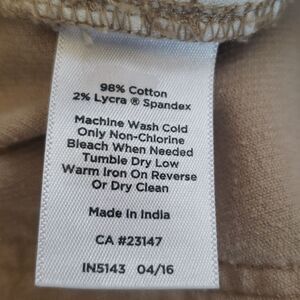 98% Cotton
2% Lycra ® Spandex
Machine Wash Cold
Only Non-Chlorine
Bleach When Needed
Tumble Dry Low
Warm Iron On Reverse
Or Dry Clean
Made In India
CA #23147
IN5143 04/16